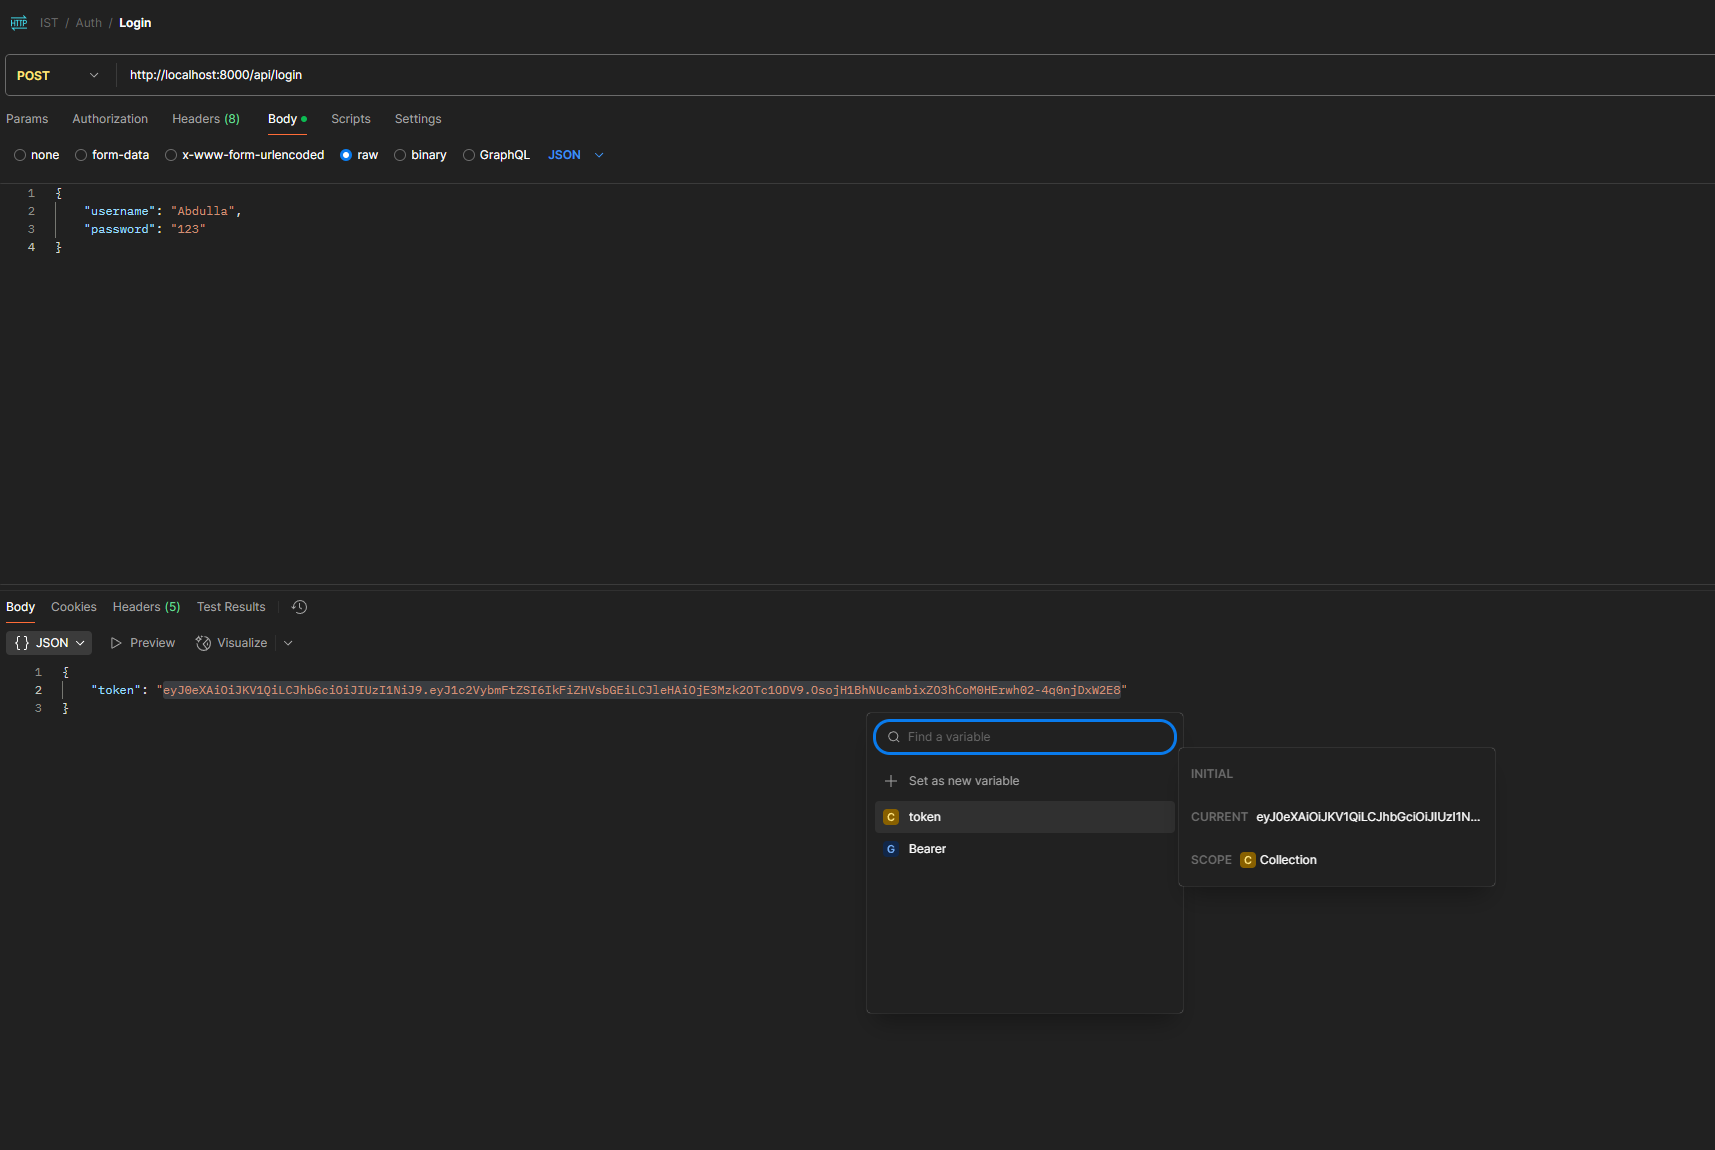 HTTP IST / Auth / Login
POST http://localhost:8000/api/login
Params Authorization Headers (8) Body Scripts Settings
none form-data x-www-form-urlencoded raw binary GraphQL JSON
1 {
2 "username": "Abdulla",
3 "password": "123"
4 }
Body Cookies Headers (5) Test Results
{} JSON Preview Visualize
1 {
2 "token": "eyJ0eXAiOiJKV1QiLCJhbGciOiJIUzI1NiJ9.eyJ1c2VybmFtZSI6IkFiZHVsbGEiLCJleHAiOjE3Mzk2OTc1ODV9.OsojH1BhNUcambixZO3hCoM0HErwh02-4q0njDxW2E8"
3 }
Find a variable
Set as new variable
C token
G Bearer
INITIAL
CURRENT eyJ0eXAiOiJKV1QiLCJhbGciOiJIUzI1N...
SCOPE C Collection